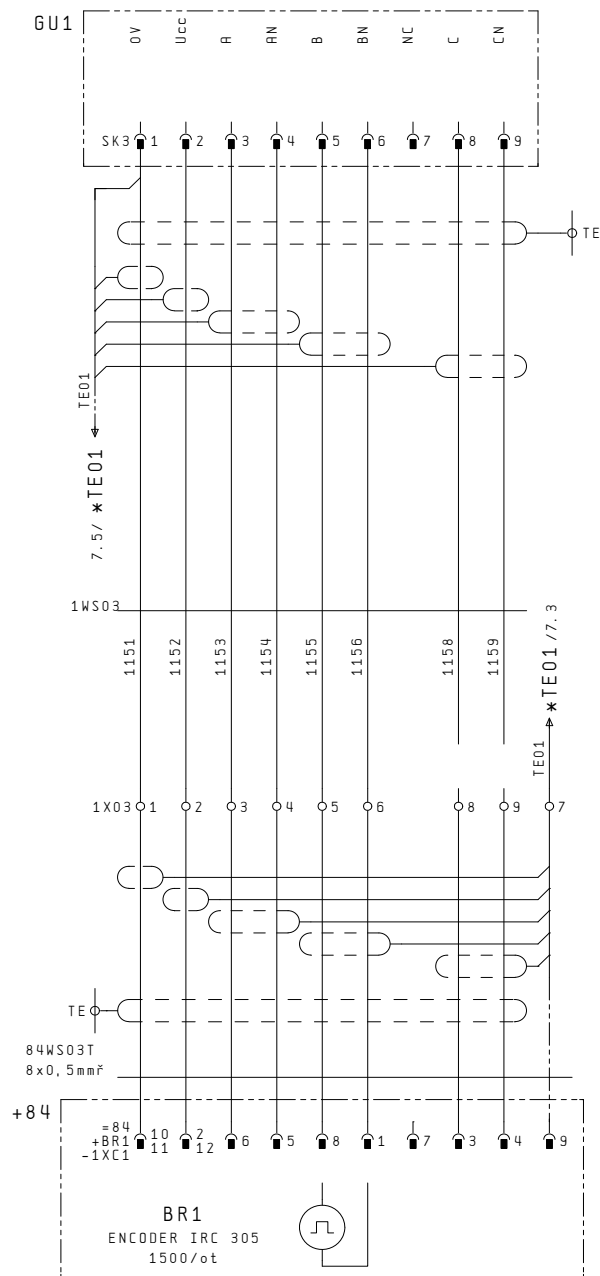 GU1
0V Ucc A AN B BN NC C CN
SK3 1 2 3 4 5 6 7 8 9
TE
TE01
7.5/ *TE01
1WS03
1151 1152 1153 1154 1155 1156 1158 1159
*TE01 /7.3
TE01
1X03 1 2 3 4 5 6 8 9 7
TE
84WS03T
8x0,5mmř
+84
=84
+BR1
-1XC1
10 2 6 5 8 1 7 3 4 9
11 12
BR1
ENCODER IRC 305
1500/ot